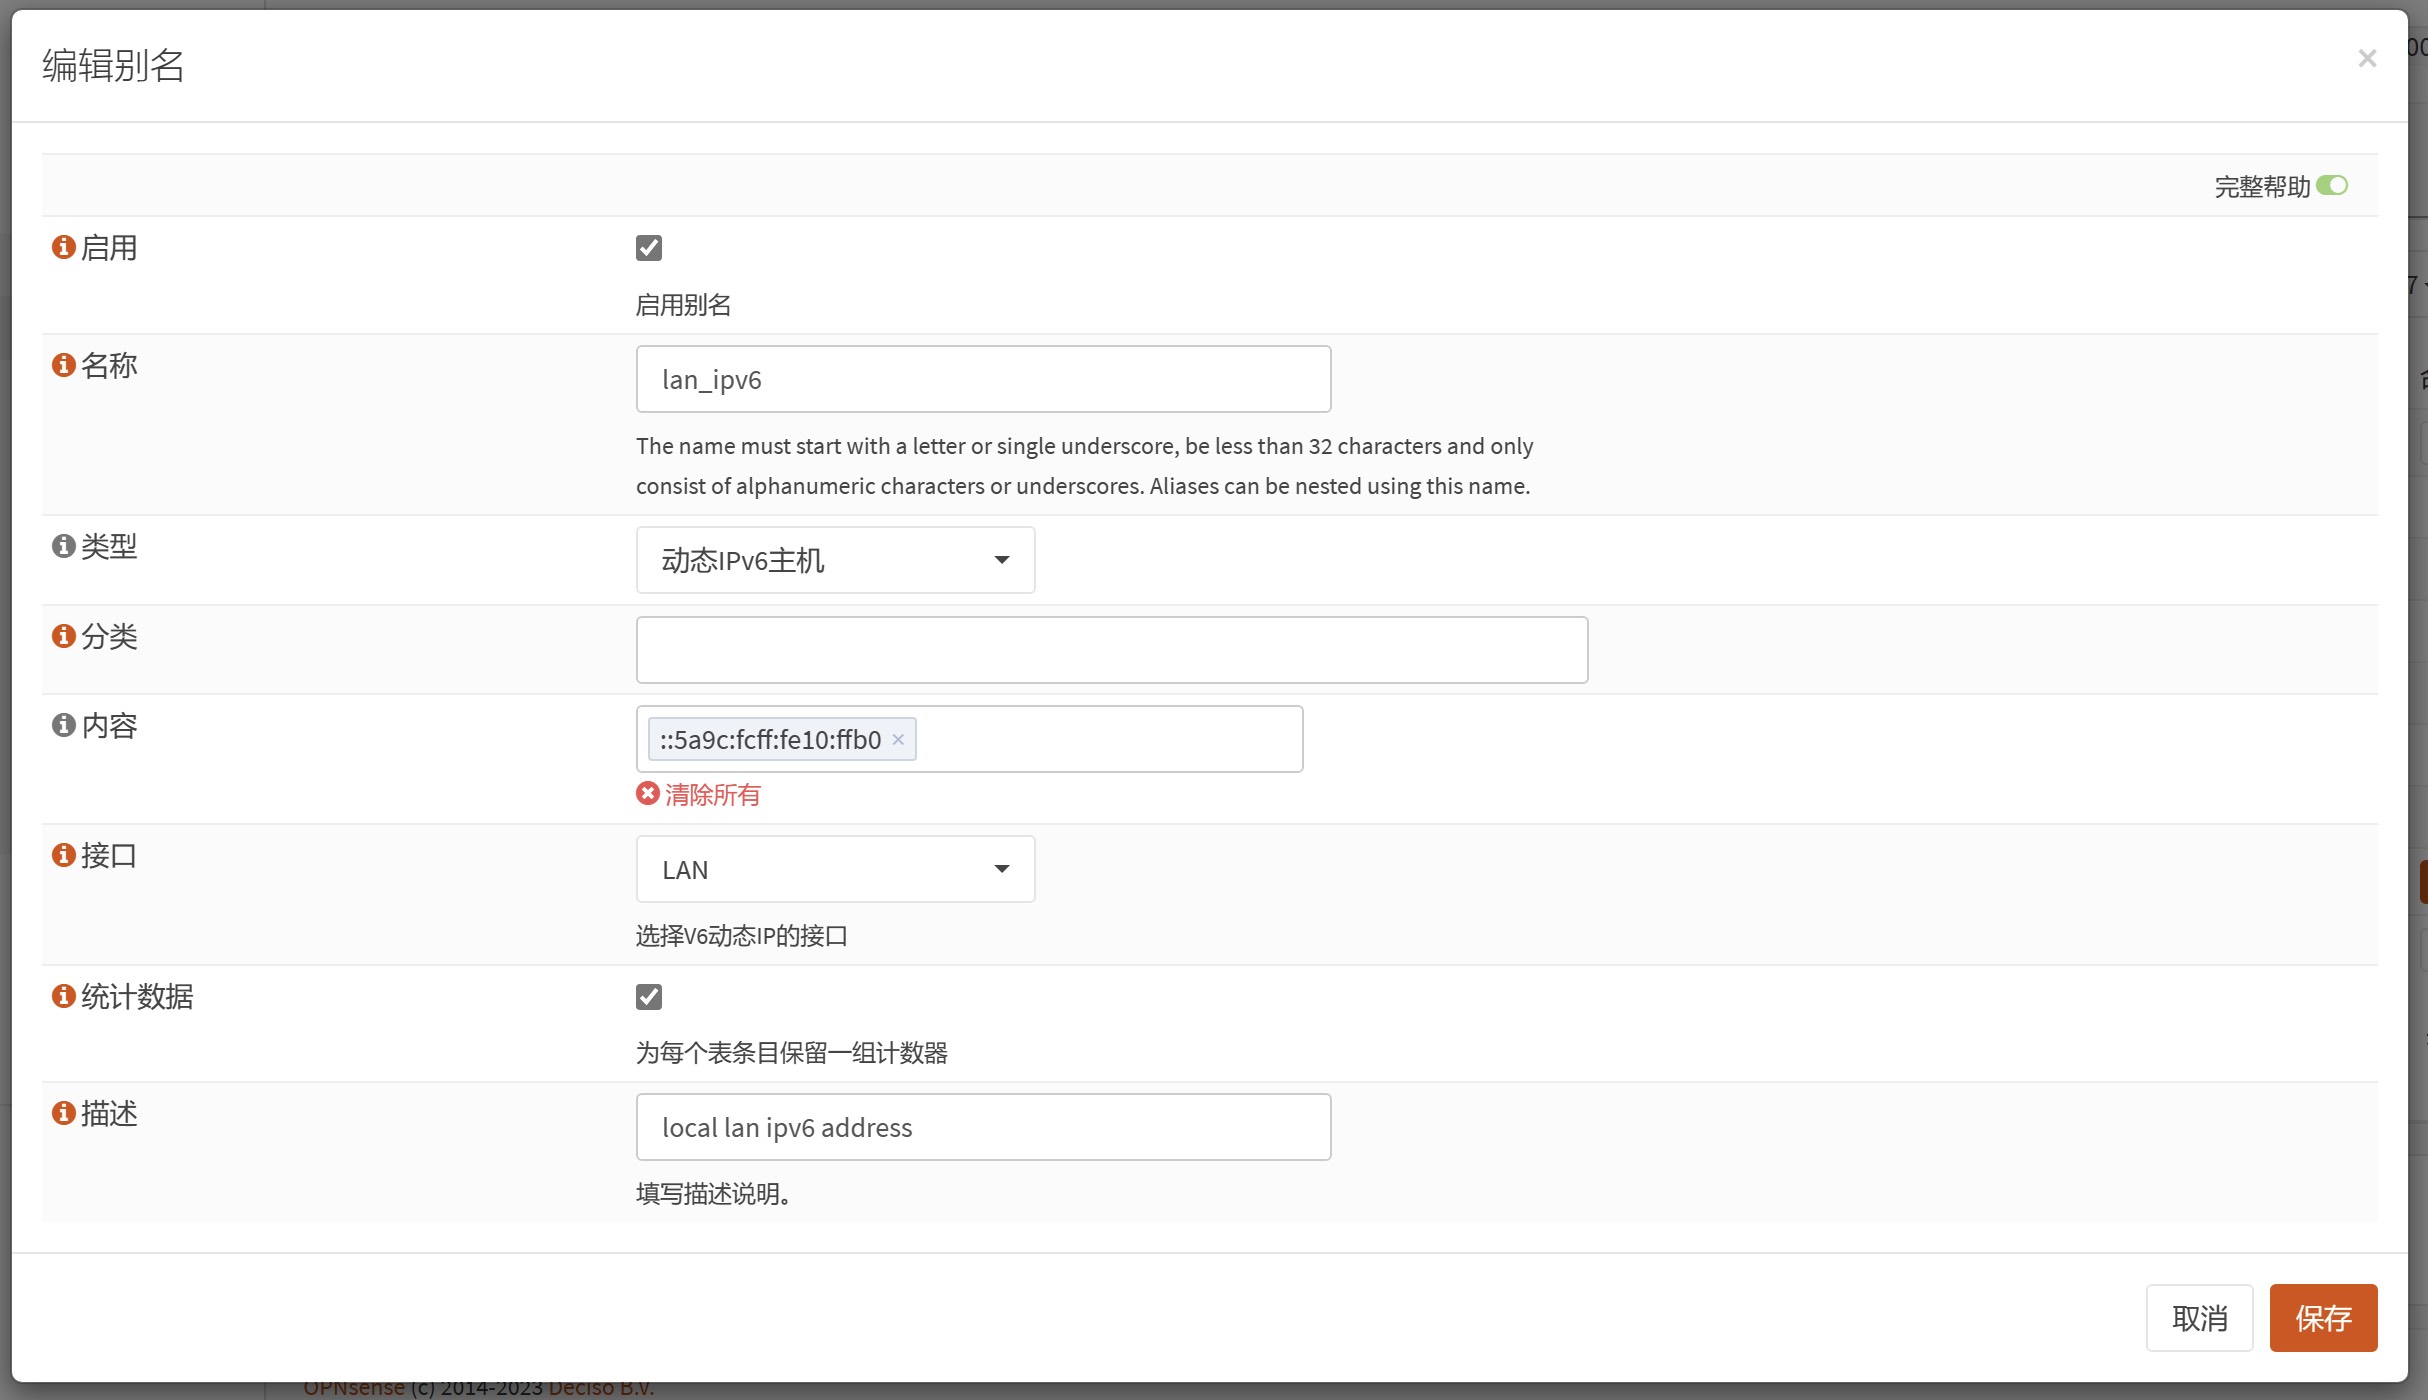 编辑别名
×
完整帮助
启用
启用别名
名称
lan_ipv6
The name must start with a letter or single underscore, be less than 32 characters and only
consist of alphanumeric characters or underscores. Aliases can be nested using this name.
类型
动态IPv6主机
分类
内容
::5a9c:fcff:fe10:ffb0 ×
清除所有
接口
LAN
选择V6动态IP的接口
统计数据
为每个表条目保留一组计数器
描述
local lan ipv6 address
填写描述说明。
取消 保存
OPNsense (c) 2014-2023 Deciso B.V.